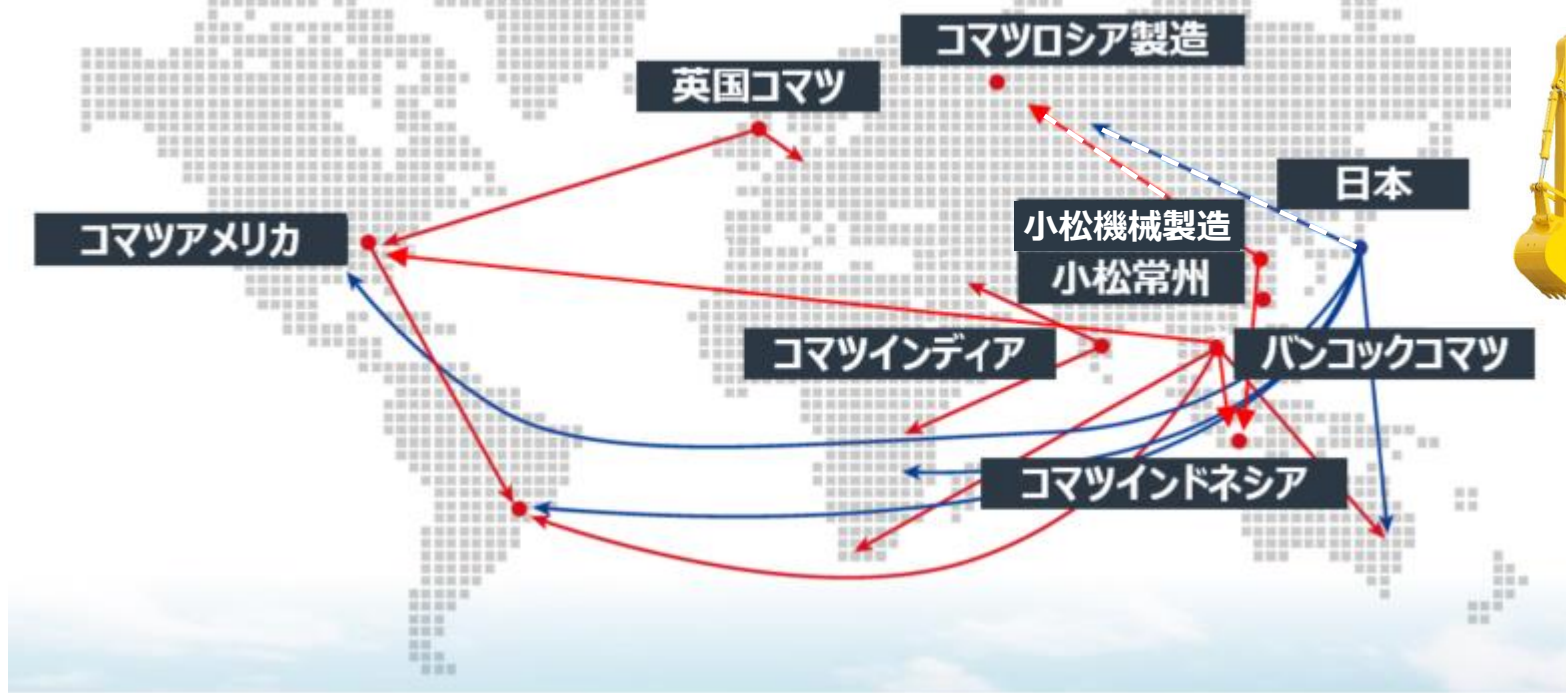 コマツロシア製造
英国コマツ
日本
コマツアメリカ
小松機械製造
小松常州
コマツインディア
バンコックコマツ
コマツインドネシア